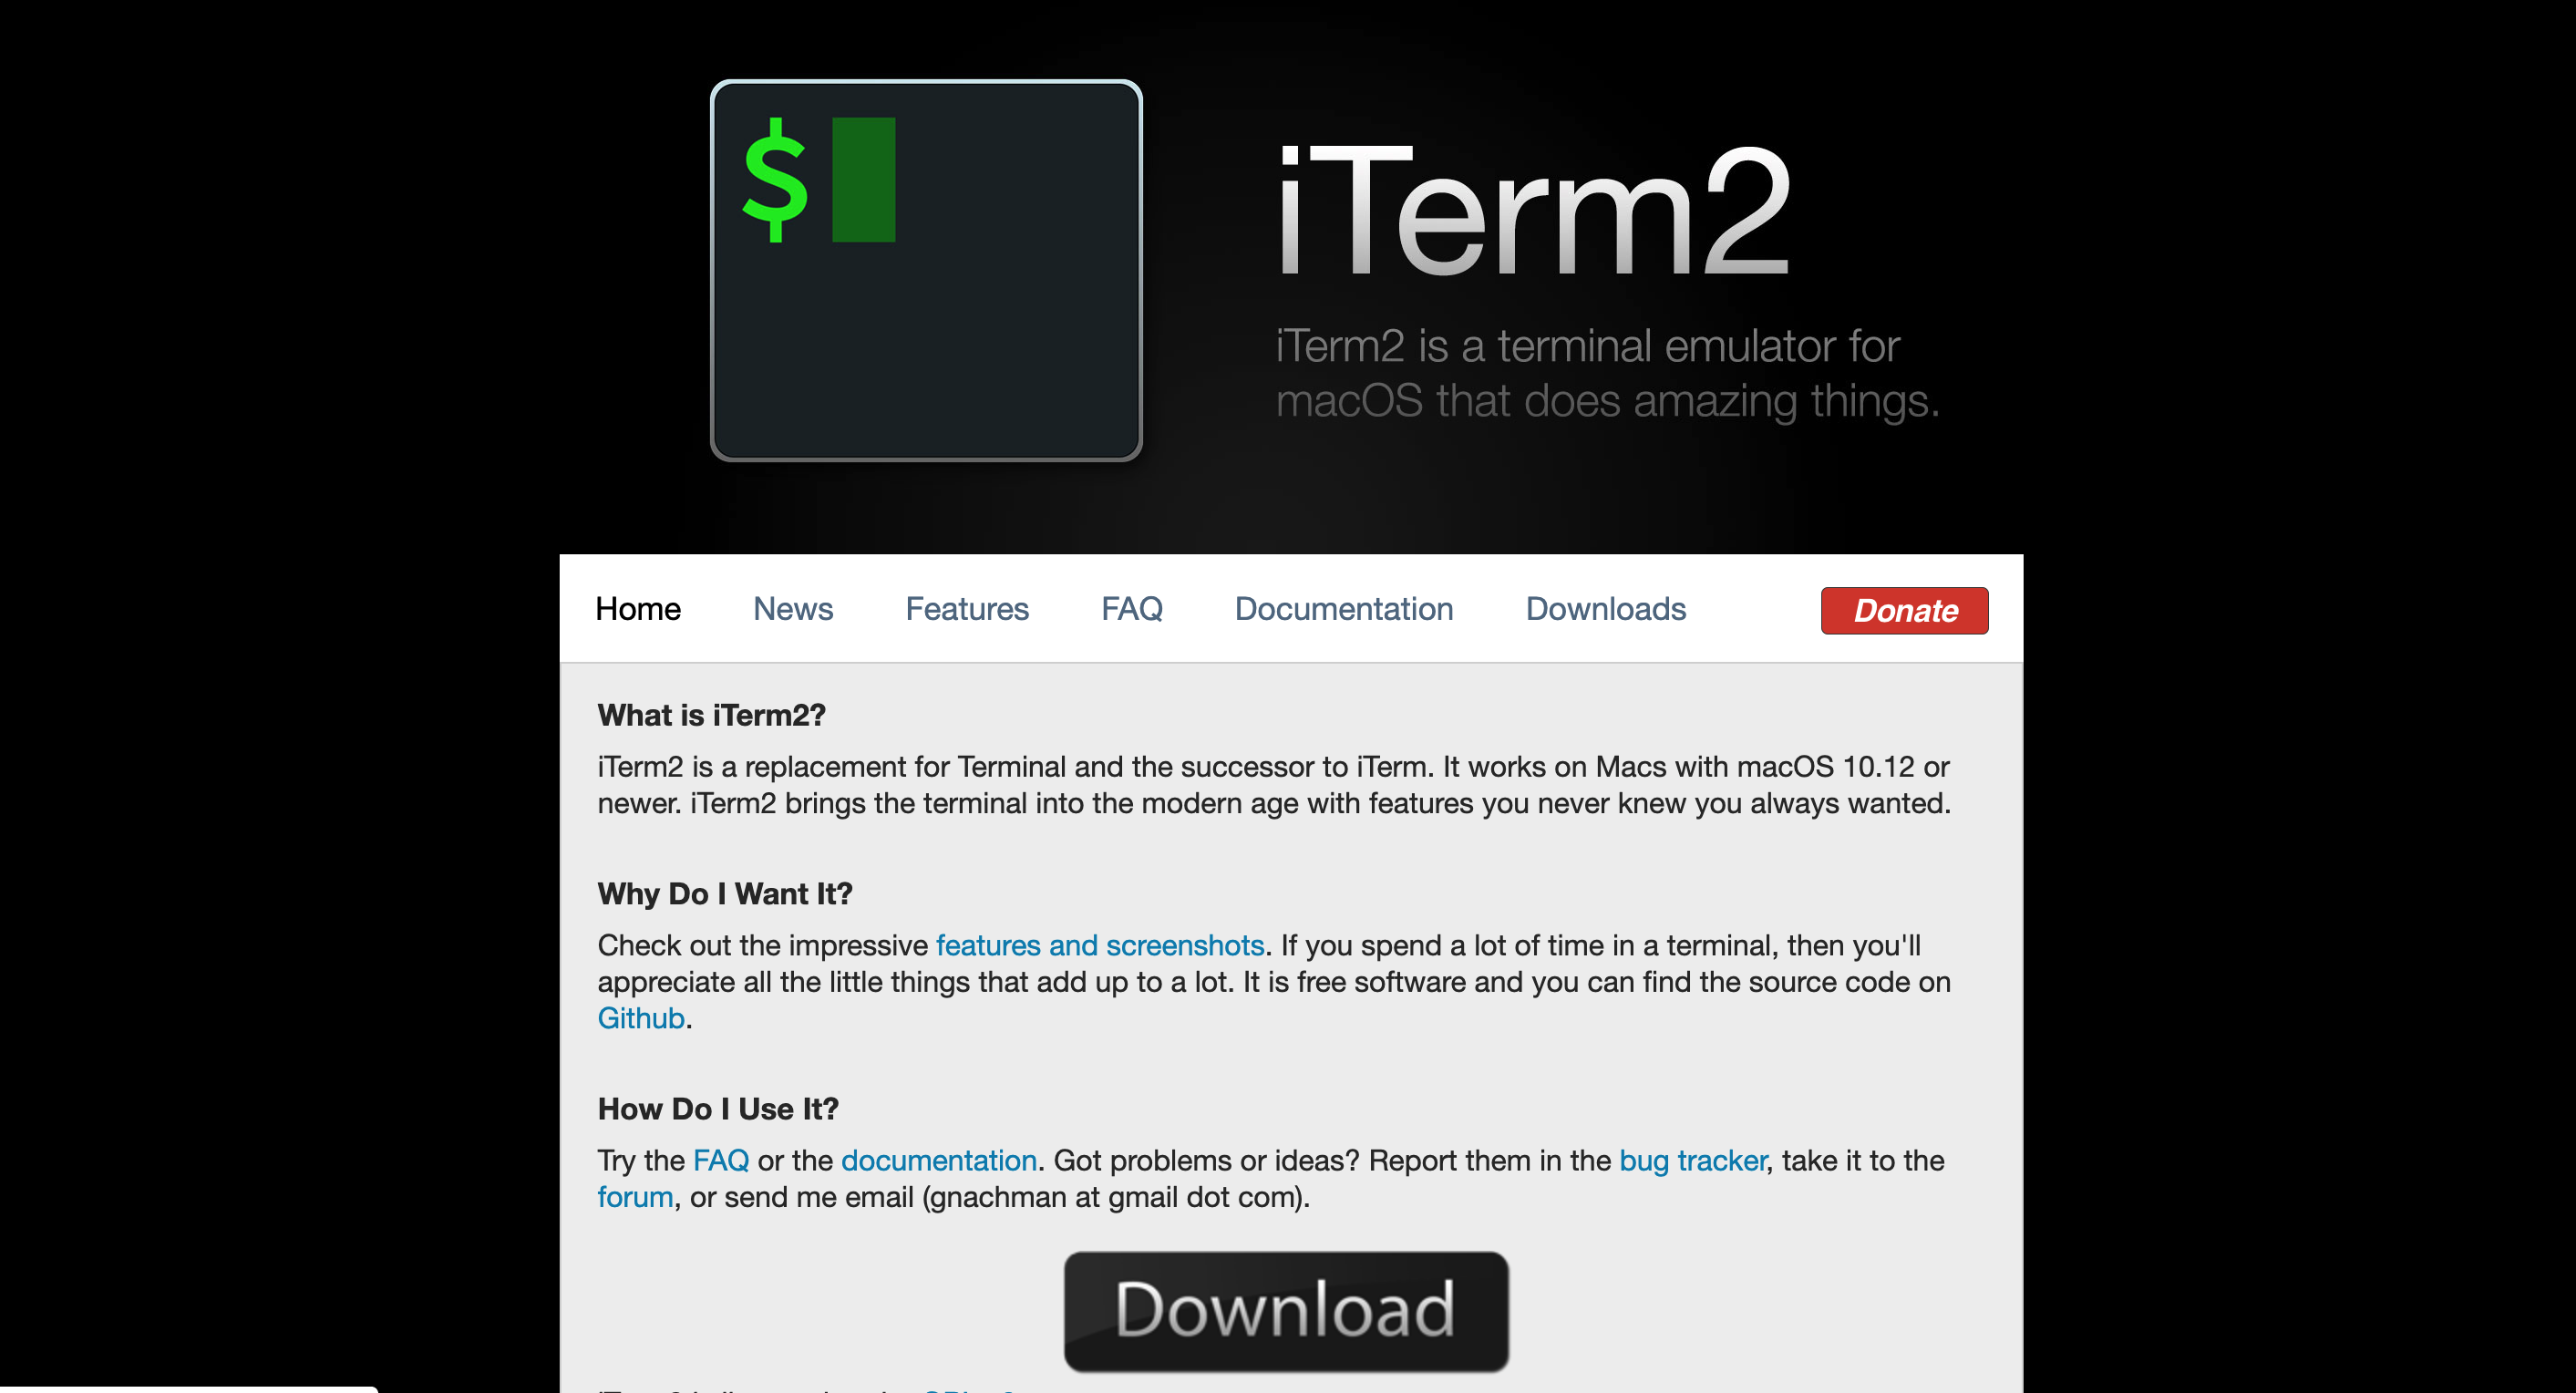 $
iTerm2
iTerm2 is a terminal emulator for
macOS that does amazing things.
Home News Features FAQ Documentation Downloads Donate
What is iTerm2?
iTerm2 is a replacement for Terminal and the successor to iTerm. It works on Macs with macOS 10.12 or
newer. iTerm2 brings the terminal into the modern age with features you never knew you always wanted.
Why Do I Want It?
Check out the impressive features and screenshots. If you spend a lot of time in a terminal, then you'll
appreciate all the little things that add up to a lot. It is free software and you can find the source code on
Github.
How Do I Use It?
Try the FAQ or the documentation. Got problems or ideas? Report them in the bug tracker, take it to the
forum, or send me email (gnachman at gmail dot com).
Download